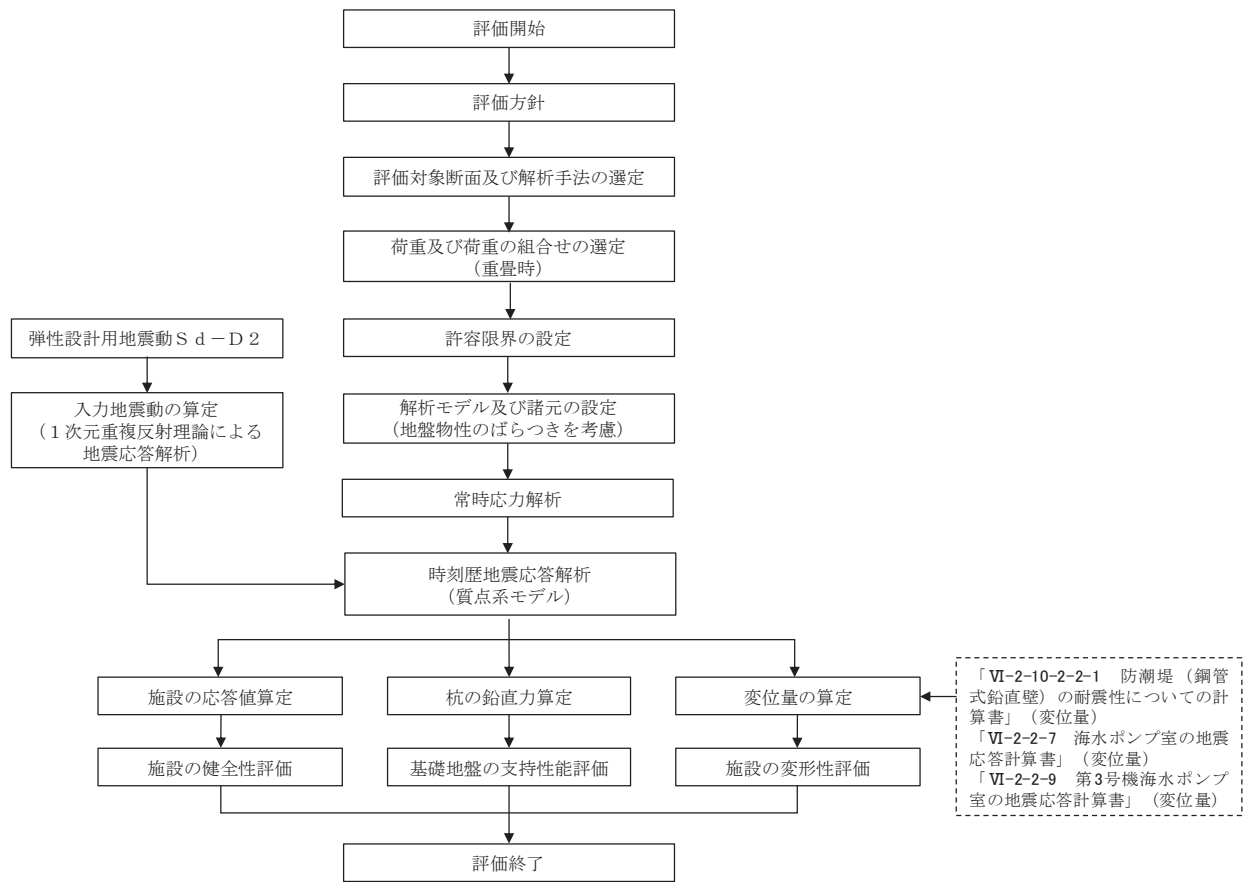 評価開始
評価方針
評価対象断面及び解析手法の選定
荷重及び荷重の組合せの選定
（重畳時）
弾性設計用地震動Ｓｄ－Ｄ２
許容限界の設定
入力地震動の算定
（１次元重複反射理論による
地震応答解析）
解析モデル及び諸元の設定
（地盤物性のばらつきを考慮）
常時応力解析
時刻歴地震応答解析
（質点系モデル）
施設の応答値算定
杭の鉛直力算定
変位量の算定
「Ⅵ-2-10-2-2-1　防潮堤（鋼管
式鉛直壁）の耐震性についての計
算書」（変位量）
「Ⅵ-2-2-7　海水ポンプ室の地震
応答計算書」（変位量）
「Ⅵ-2-2-9　第3号機海水ポンプ
室の地震応答計算書」（変位量）
施設の健全性評価
基礎地盤の支持性能評価
施設の変形性評価
評価終了